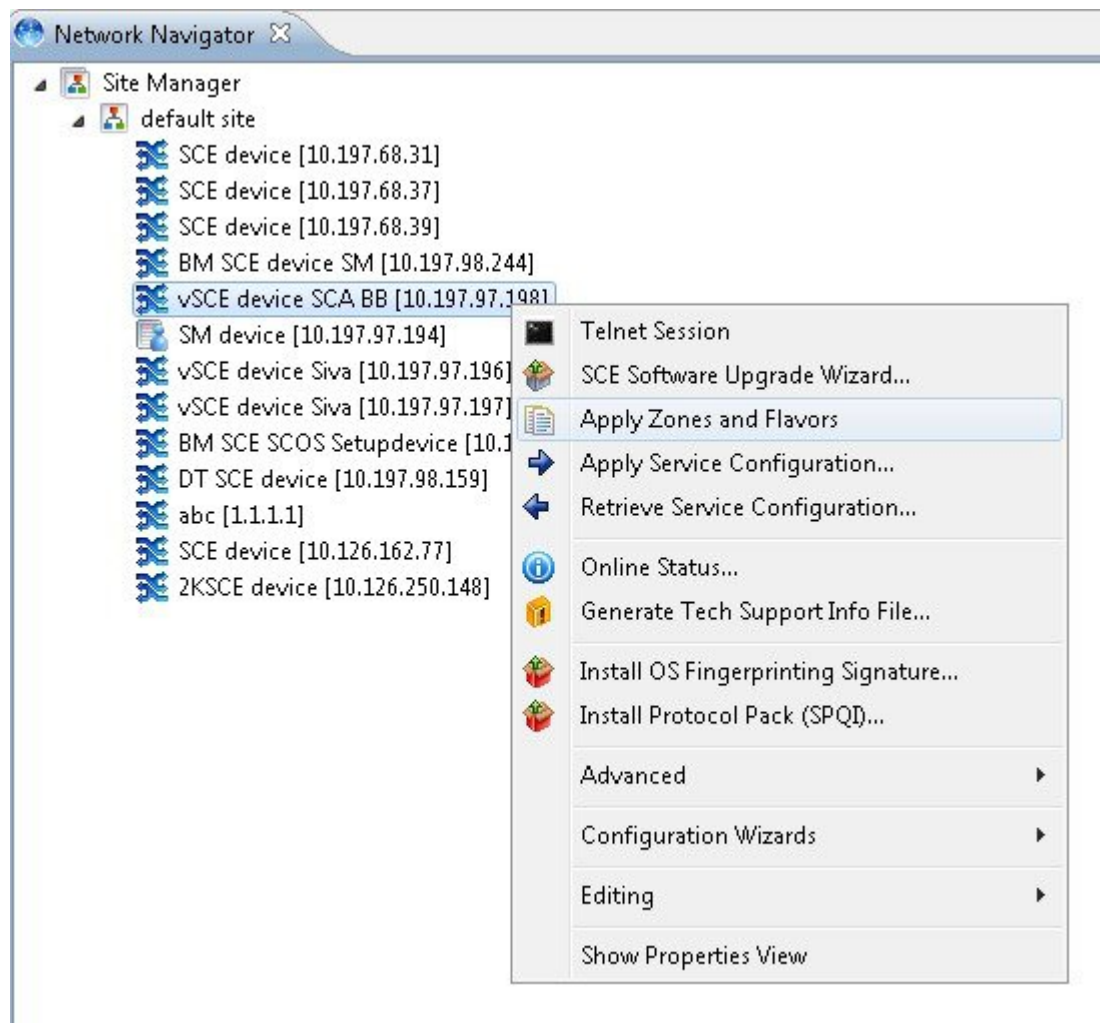 Network Navigator
Site Manager
default site
SCE device [10.197.68.31]
SCE device [10.197.68.37]
SCE device [10.197.68.39]
BM SCE device SM [10.197.98.244]
vSCE device SCA BB [10.197.97.198]
SM device [10.197.97.194]
vSCE device Siva [10.197.97.196]
vSCE device Siva [10.197.97.197]
BM SCE SCOS Setupdevice [10.1
DT SCE device [10.197.98.159]
abc [1.1.1.1]
SCE device [10.126.162.77]
2KSCE device [10.126.250.148]
Telnet Session
SCE Software Upgrade Wizard...
Apply Zones and Flavors
Apply Service Configuration...
Retrieve Service Configuration...
Online Status...
Generate Tech Support Info File...
Install OS Fingerprinting Signature...
Install Protocol Pack (SPQI)...
Advanced
Configuration Wizards
Editing
Show Properties View